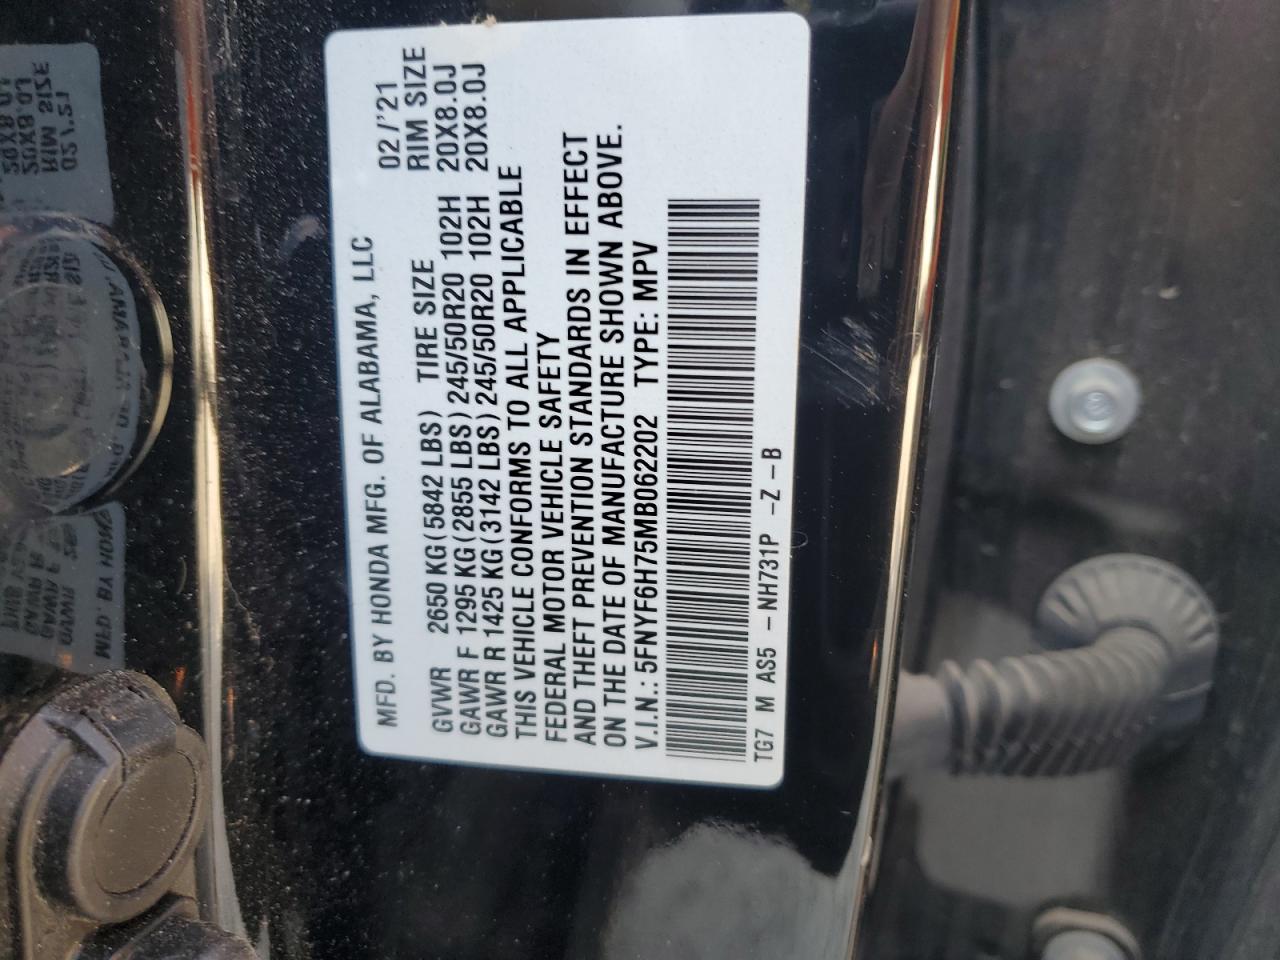 MFD. BY HONDA MFG. OF ALABAMA, LLC 02/'21
GVWR 2650 KG (5842 LBS) TIRE SIZE RIM SIZE
GAWR F 1295 KG (2855 LBS) 245/50R20 102H 20X8.0J
GAWR R 1425 KG (3142 LBS) 245/50R20 102H 20X8.0J
THIS VEHICLE CONFORMS TO ALL APPLICABLE
FEDERAL MOTOR VEHICLE SAFETY
AND THEFT PREVENTION STANDARDS IN EFFECT
ON THE DATE OF MANUFACTURE SHOWN ABOVE.
V.I.N.: 5FNYF6H75MB062202 TYPE: MPV
TG7 M AS5 -NH731P -Z -B